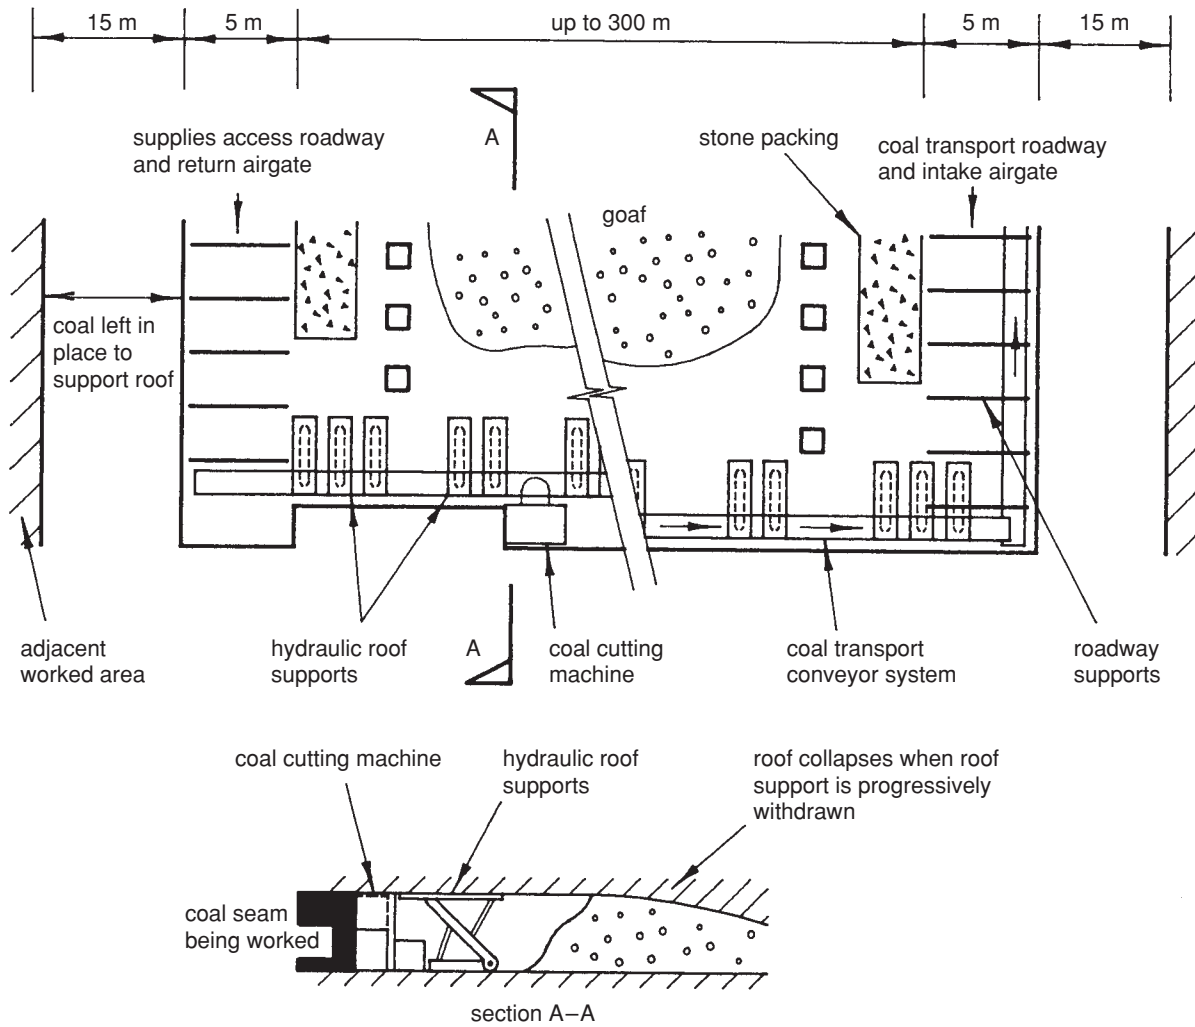 15 m
5 m
up to 300 m
5 m
15 m
A
supplies access roadway
and return airgate
stone packing
coal transport roadway
and intake airgate
goaf
coal left in
place to
support roof
adjacent
worked area
hydraulic roof
supports
A
coal cutting
machine
coal transport
conveyor system
roadway
supports
coal cutting machine
hydraulic roof
supports
roof collapses when roof
support is progressively
withdrawn
coal seam
being worked
section A–A